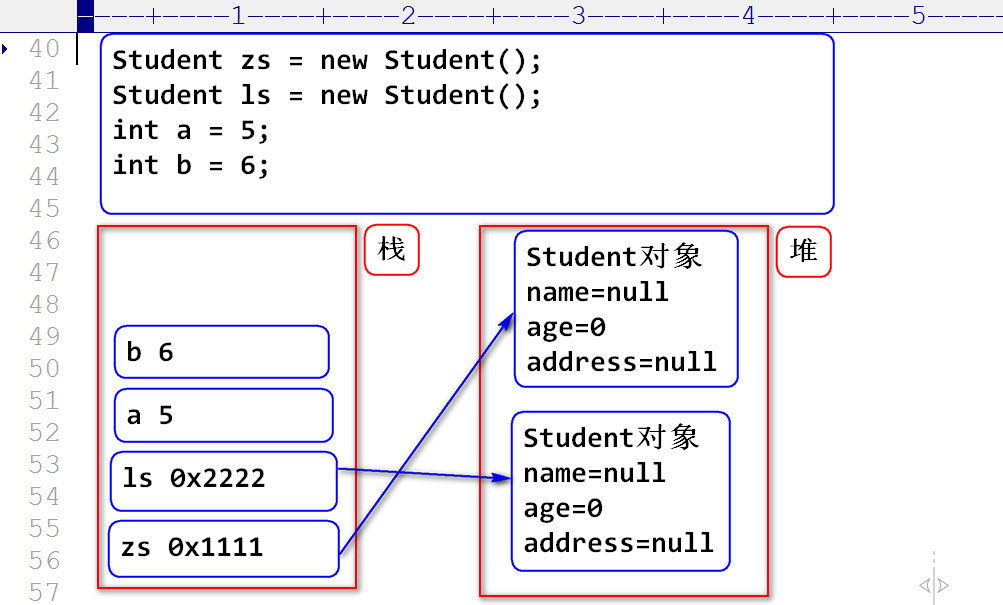 1 2 3 4 5
40
41
42
43
44
45
46
47
48
49
50
51
52
53
54
55
56
57
Student zs = new Student();
Student ls = new Student();
int a = 5;
int b = 6;
栈
b 6
a 5
ls 0x2222
zs 0x1111
堆
Student对象
name=null
age=0
address=null
Student对象
name=null
age=0
address=null